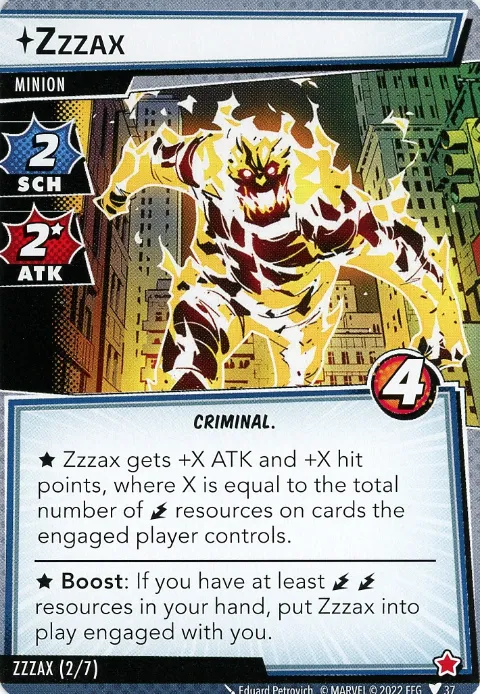 Zzzax
MINION
2
SCH
2
ATK
4
CRIMINAL.
Zzzax gets +X ATK and +X hit
points, where X is equal to the total
number of resources on cards the
engaged player controls.
Boost: If you have at least
resources in your hand, put Zzzax into
play engaged with you.
ZZZAX (2/7)
Eduard Petrovich © MARVEL © 2022 FFG 37